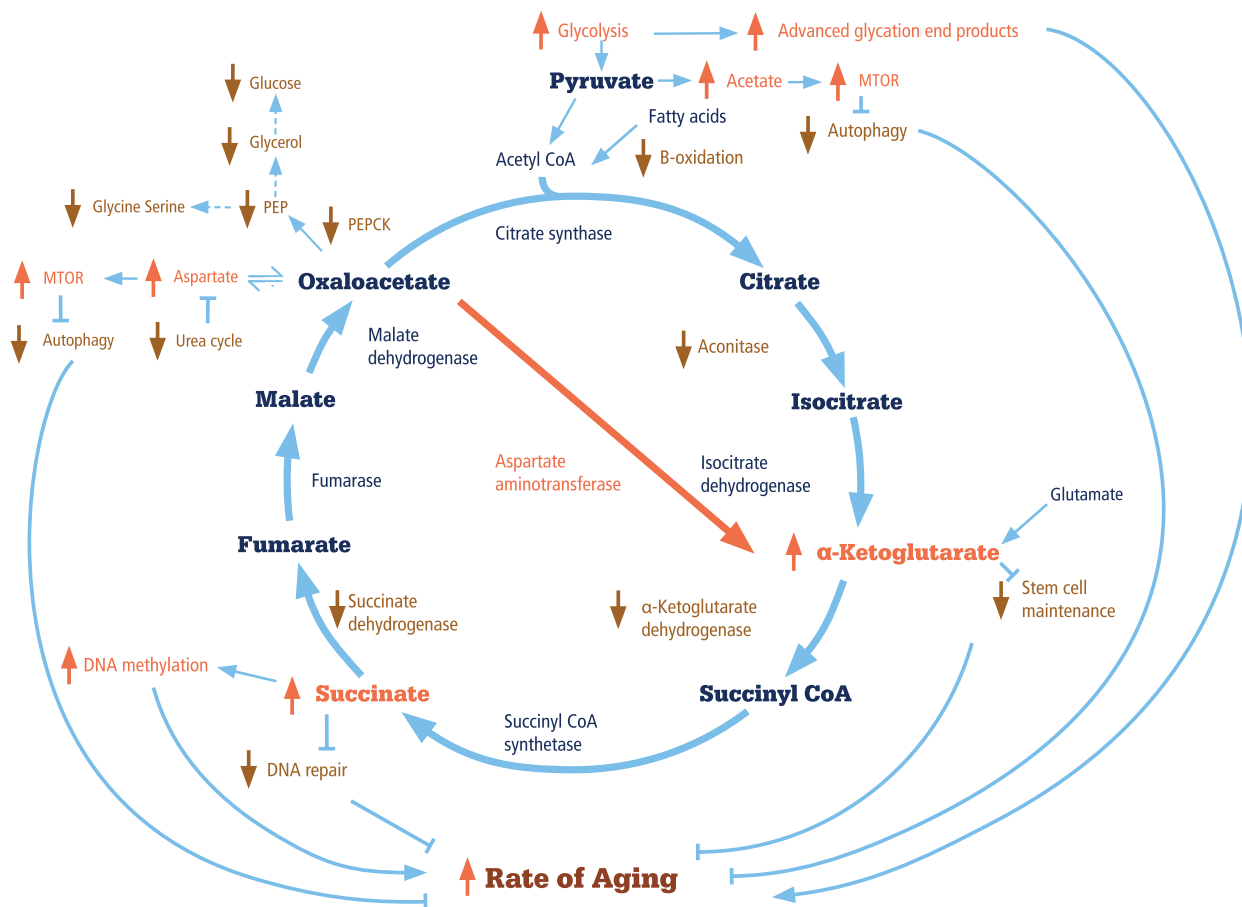 Glycolysis
Advanced glycation end products
Pyruvate
Acetate
MTOR
Glucose
Fatty acids
Autophagy
Glycerol
Acetyl CoA
B-oxidation
Glycine Serine
PEP
PEPCK
Citrate synthase
MTOR
Aspartate
Oxaloacetate
Citrate
Autophagy
Urea cycle
Malate
dehydrogenase
Aconitase
Malate
Isocitrate
Aspartate
aminotransferase
Isocitrate
dehydrogenase
Fumarase
Glutamate
Fumarate
α-Ketoglutarate
Stem cell
maintenance
Succinate
dehydrogenase
α-Ketoglutarate
dehydrogenase
DNA methylation
Succinate
Succinyl CoA
Succinyl CoA
synthetase
DNA repair
Rate of Aging